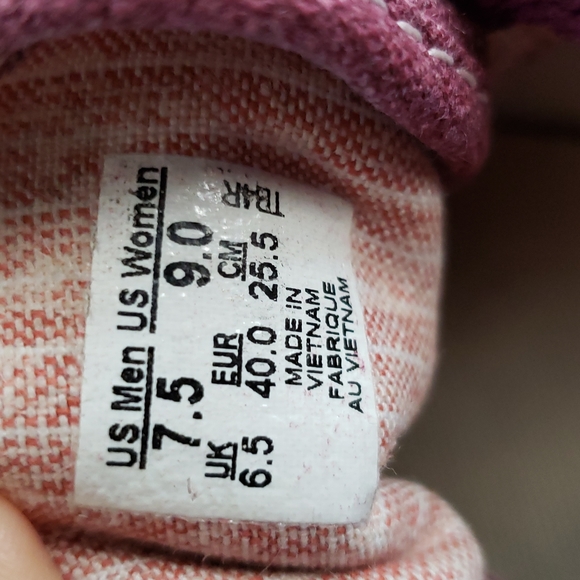 US Men US Women
7.5 9.0
UK EUR CM
6.5 40.0 25.5
MADE IN
VIETNAM
FABRIQUE
AU VIETNAM